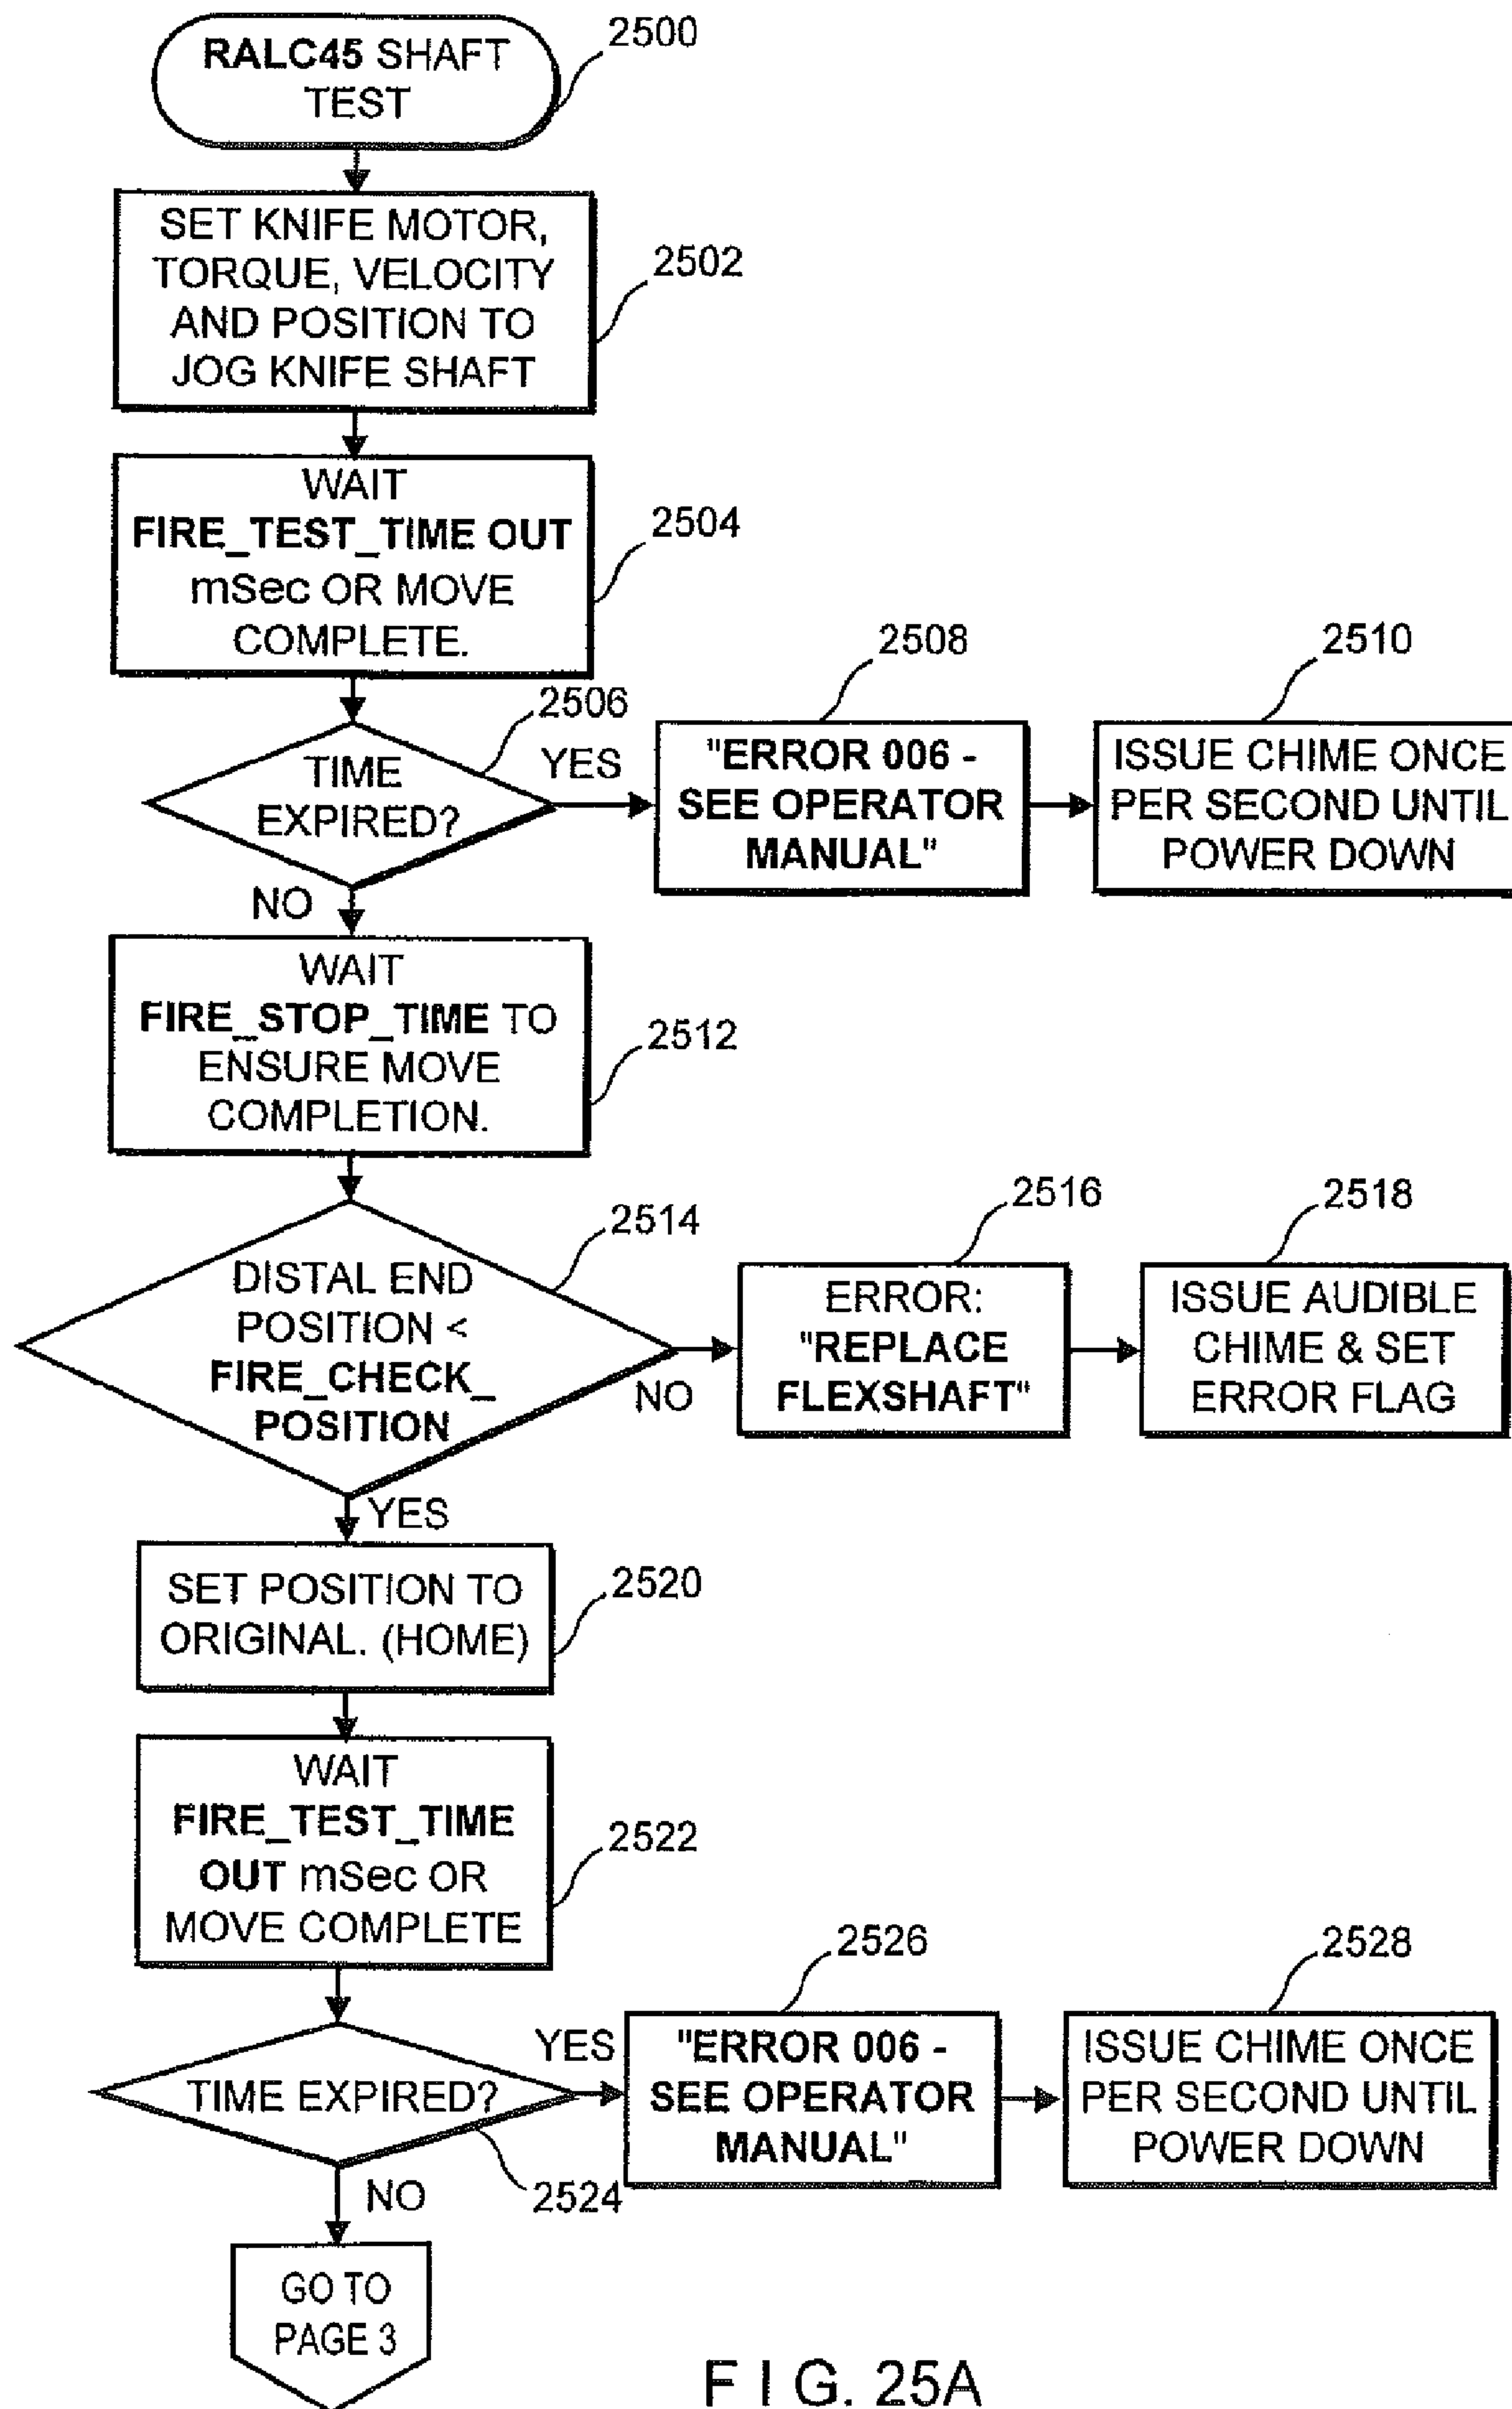 RALC45 SHAFT
TEST
2500
SET KNIFE MOTOR,
TORQUE, VELOCITY
AND POSITION TO
JOG KNIFE SHAFT
2502
WAIT
FIRE_TEST_TIME OUT
mSec OR MOVE
COMPLETE.
2504
TIME
EXPIRED?
2506
YES
NO
"ERROR 006 -
SEE OPERATOR
MANUAL"
2508
ISSUE CHIME ONCE
PER SECOND UNTIL
POWER DOWN
2510
WAIT
FIRE_STOP_TIME TO
ENSURE MOVE
COMPLETION.
2512
DISTAL END
POSITION <
FIRE_CHECK_
POSITION
2514
NO
YES
ERROR:
"REPLACE
FLEXSHAFT"
2516
ISSUE AUDIBLE
CHIME & SET
ERROR FLAG
2518
SET POSITION TO
ORIGINAL. (HOME)
2520
WAIT
FIRE_TEST_TIME
OUT mSec OR
MOVE COMPLETE
2522
TIME EXPIRED?
2524
YES
NO
"ERROR 006 -
SEE OPERATOR
MANUAL"
2526
ISSUE CHIME ONCE
PER SECOND UNTIL
POWER DOWN
2528
GO TO
PAGE 3
F I G. 25A